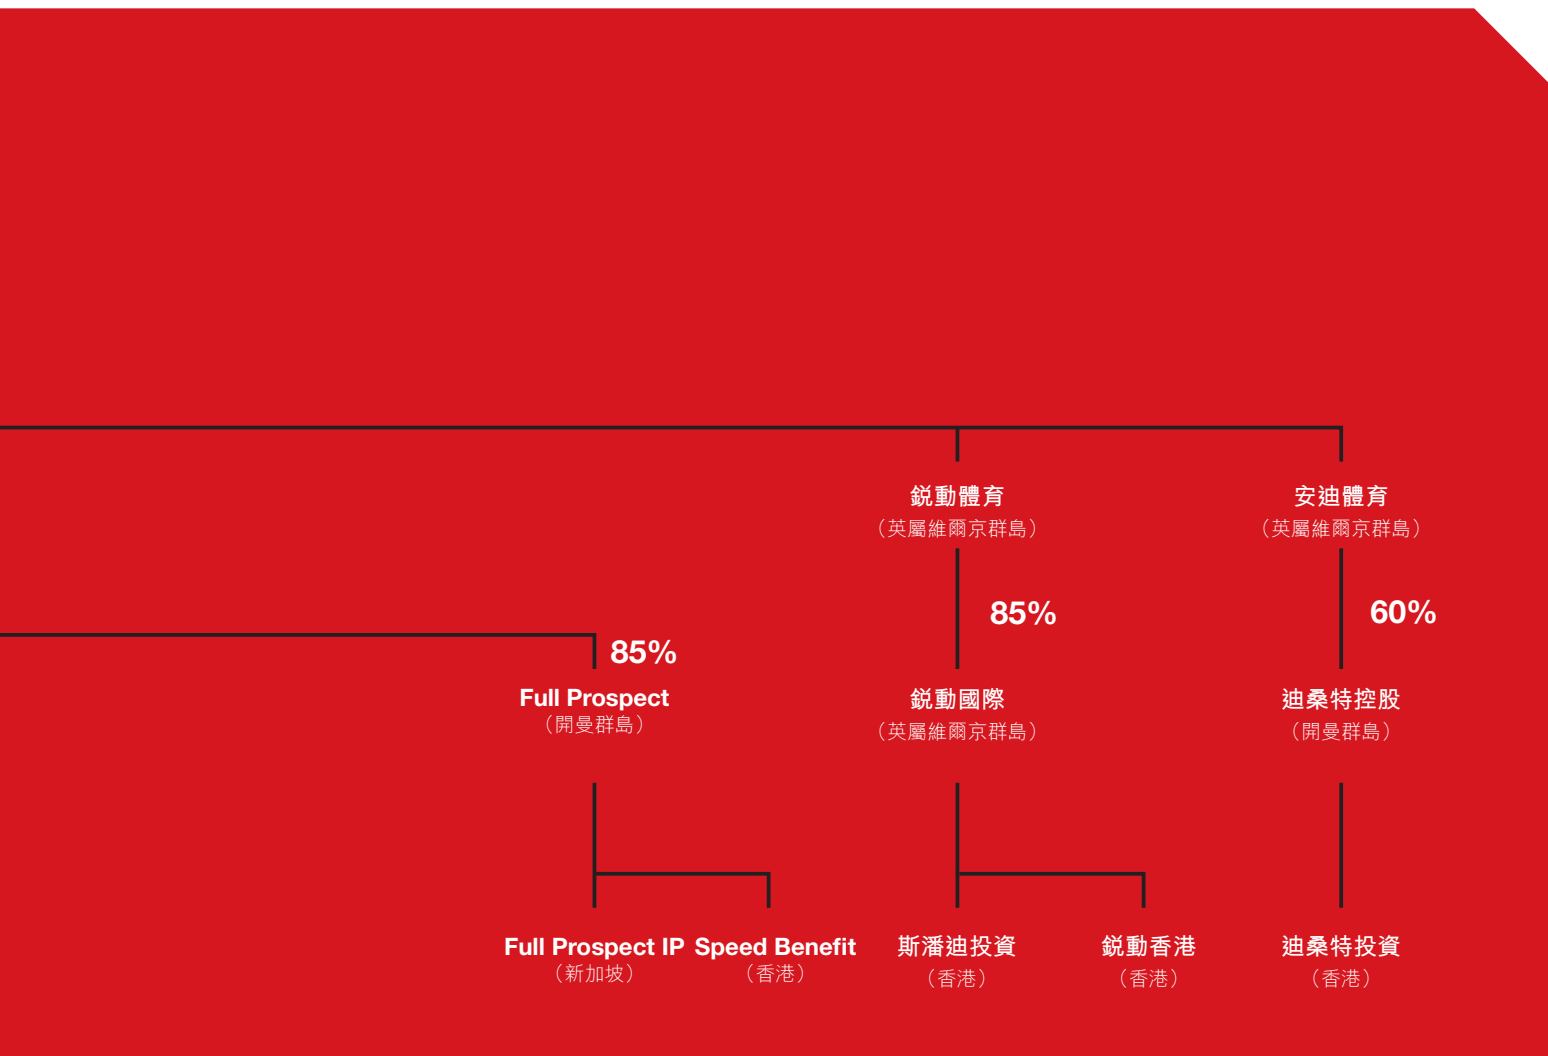 鋭動體育
（英屬維爾京群島）
安迪體育
（英屬維爾京群島）
85%
60%
85%
Full Prospect
（開曼群島）
鋭動國際
（英屬維爾京群島）
迪桑特控股
（開曼群島）
Full Prospect IP
（新加坡）
Speed Benefit
（香港）
斯潘迪投資
（香港）
鋭動香港
（香港）
迪桑特投資
（香港）